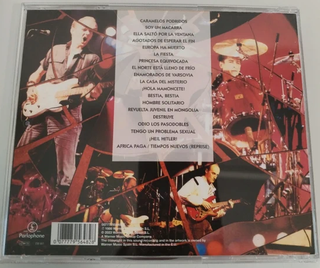 CARAMELOS PODRIDOS
SOY UN MACARRA
ELLA SALTÓ POR LA VENTANA
AGOTADOS DE ESPERAR EL FIN
EUROPA HA MUERTO
LA FIESTA
PRINCESA EQUIVOCADA
EL NORTE ESTÁ LLENO DE FRÍO
ENAMORADOS DE VARSOVIA
LA CASA DEL MISTERIO
¡HOLA MAMONCETE!
BESTIA, BESTIA
HOMBRE SOLITARIO
REVUELTA JUVENIL EN MONGOLIA
DESTRUYE
ODIO LOS PASODOBLES
TENGO UN PROBLEMA SEXUAL
¡HEIL HITLER!
AFRICA PAGA / TIEMPOS NUEVOS (REPRISE)
Parlophone